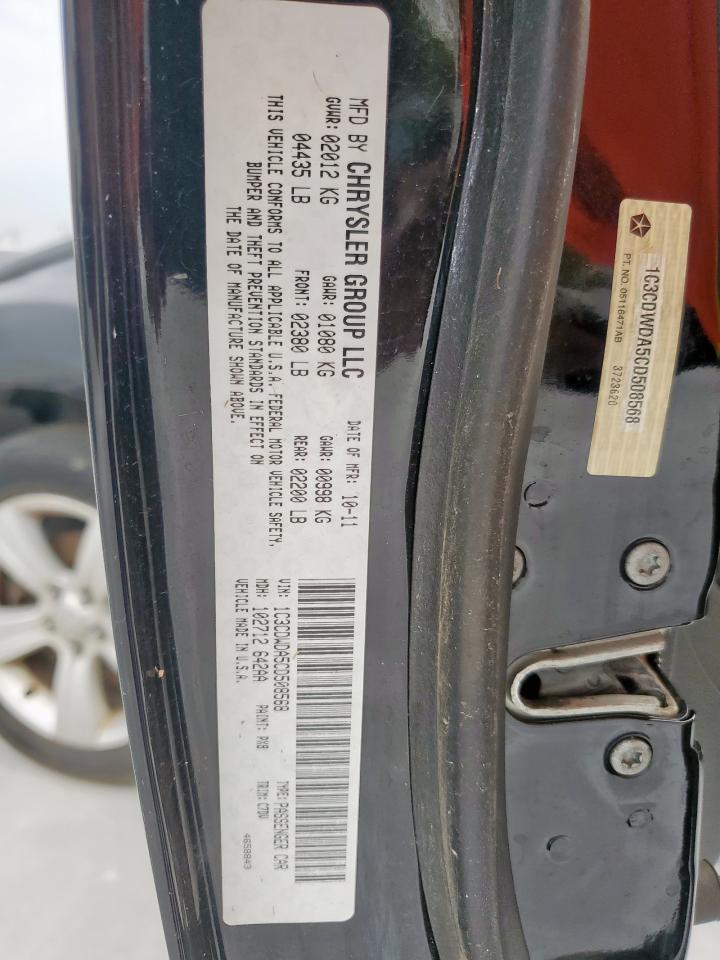 MFD BY CHRYSLER GROUP LLC DATE OF MFR: 10-11
GVWR: 02012 KG GAWR: 01080 KG GAWR: 00998 KG
04435 LB FRONT: 02380 LB REAR: 02200 LB
THIS VEHICLE CONFORMS TO ALL APPLICABLE U.S.A. FEDERAL MOTOR VEHICLE SAFETY,
BUMPER AND THEFT PREVENTION STANDARDS IN EFFECT ON
THE DATE OF MANUFACTURE SHOWN ABOVE.
VIN: 1C3CDWDA5CD508568 TYPE: PASSENGER CAR
MDH: 102712 642AA PAINT: PX8 TRIM: C7DV
VEHICLE MADE IN U.S.A. 4658843
1C3CDWDA5CD508568
PT. NO. 05116471AB 3723620